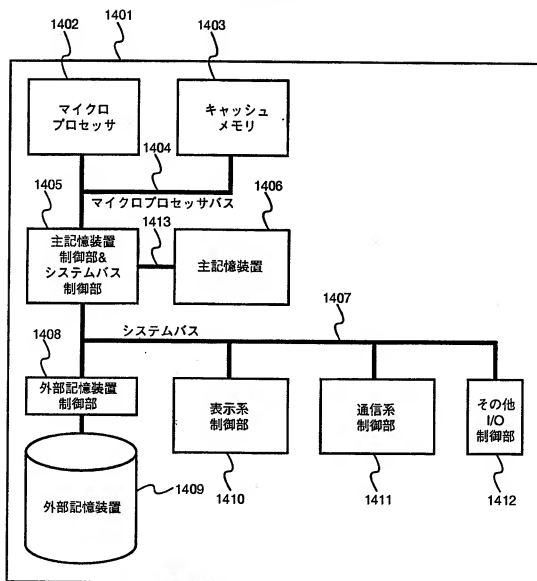 1401
1402
1403
マイクロ
プロセッサ
キャッシュ
メモリ
1404
1405
マイクロプロセッサバス
1406
1413
主記憶装置
制御部&
システムバス
制御部
主記憶装置
1407
システムバス
1408
外部記憶装置
制御部
表示系
制御部
通信系
制御部
その他
I/O
制御部
1409
1410
1411
1412
外部記憶装置